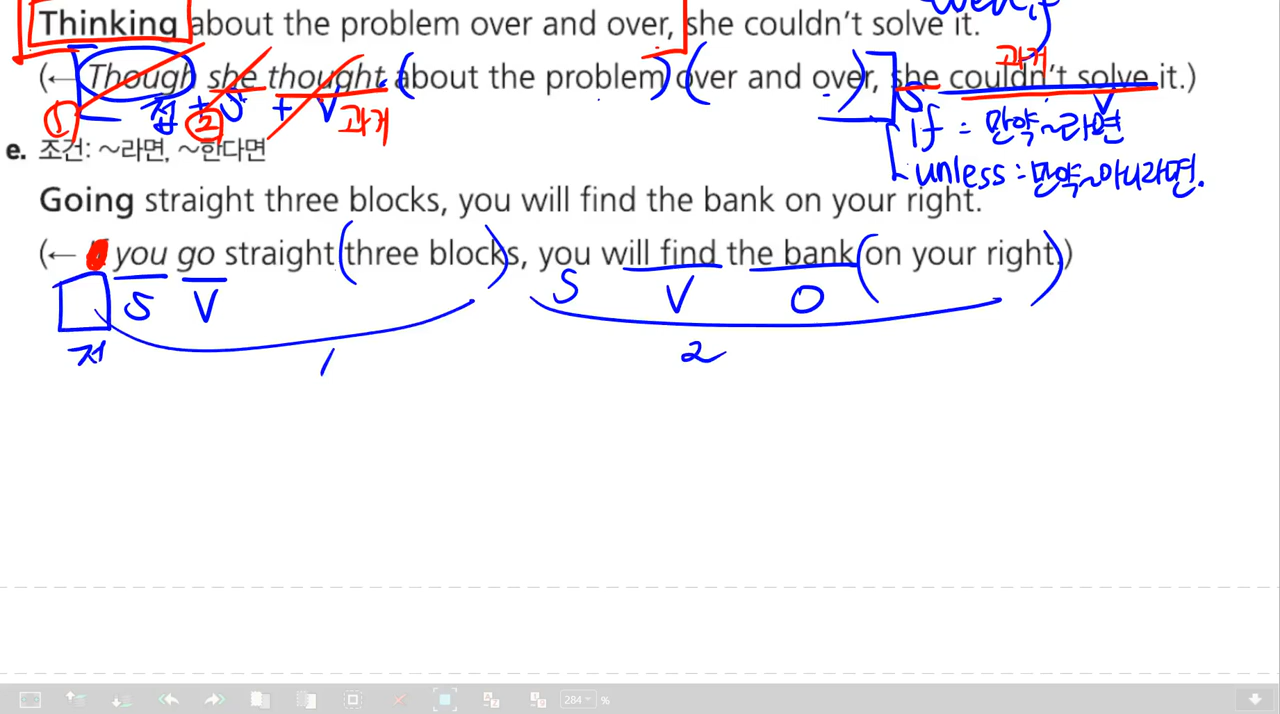 Thinking about the problem over and over, she couldn't solve it.
과거
(← Though she thought about the problem over and over, she couldn't solve it.)
① 접 + ② S + V 과거 S V
if = 만약~라면
e. 조건: ~라면, ~한다면
unless = 만약~아니라면.
Going straight three blocks, you will find the bank on your right.
(← you go straight three blocks, you will find the bank on your right.)
S V S V O
1 2
284 %